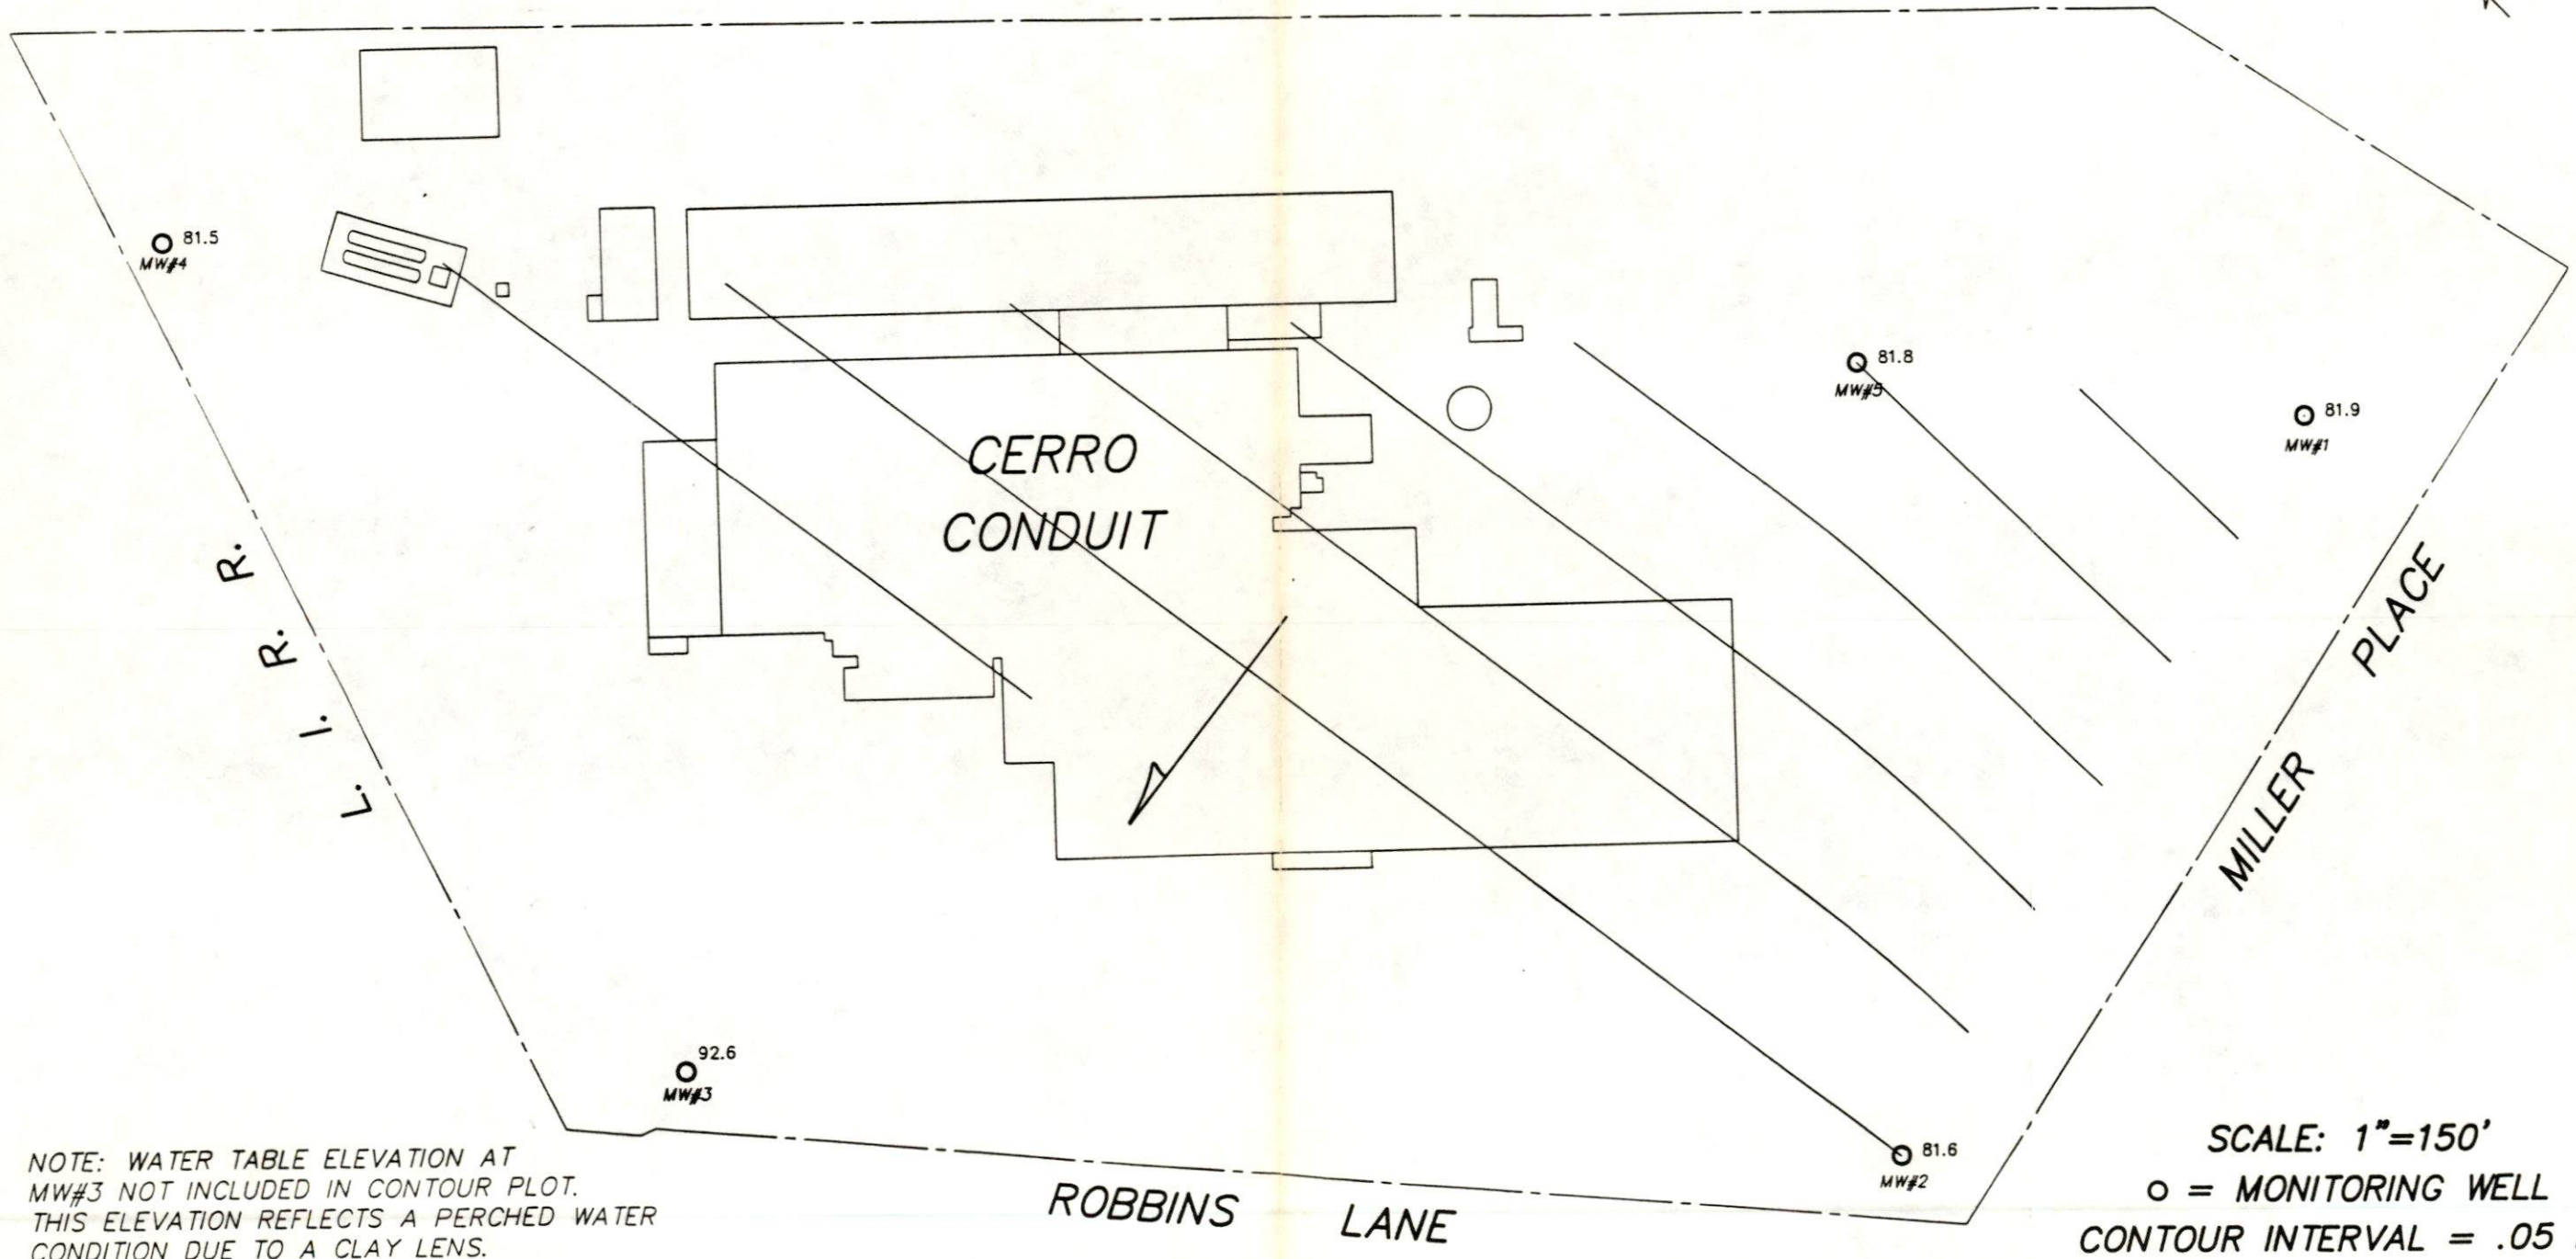 81.5
MW#4
81.8
MW#5
81.9
MW#1
CERRO
CONDUIT
L. I. R. R.
MILLER PLACE
92.6
MW#3
81.6
MW#2
ROBBINS LANE
NOTE: WATER TABLE ELEVATION AT
MW#3 NOT INCLUDED IN CONTOUR PLOT.
THIS ELEVATION REFLECTS A PERCHED WATER
CONDITION DUE TO A CLAY LENS.
SCALE: 1"=150'
O = MONITORING WELL
CONTOUR INTERVAL = .05